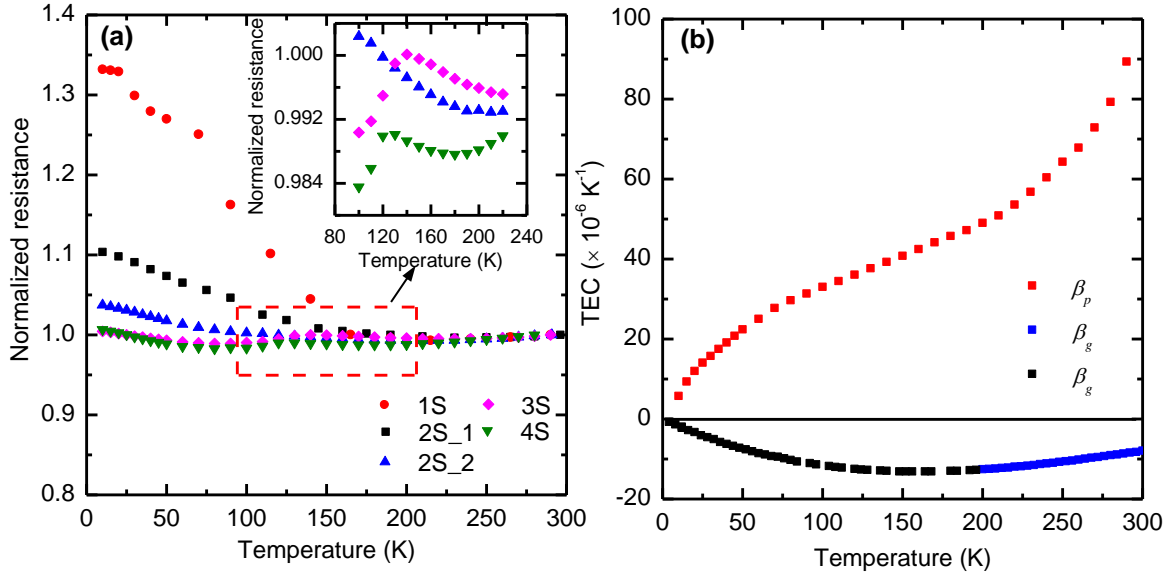 (a)
Normalized resistance
1.4
1.3
1.2
1.1
1.0
0.9
0.8
0 50 100 150 200 250 300
Temperature (K)
Normalized resistance
1.000
0.992
0.984
80 120 160 200 240
Temperature (K)
1S 3S
2S_1 4S
2S_2
(b)
TEC (× 10⁻⁶ K⁻¹)
100
80
60
40
20
0
-20
0 50 100 150 200 250 300
Temperature (K)
βₚ
β_g
β_g